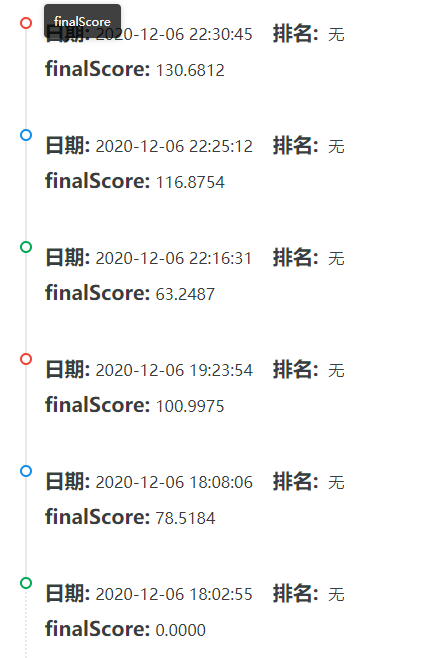 finalScore
日期: 2020-12-06 22:30:45 排名: 无
finalScore: 130.6812
日期: 2020-12-06 22:25:12 排名: 无
finalScore: 116.8754
日期: 2020-12-06 22:16:31 排名: 无
finalScore: 63.2487
日期: 2020-12-06 19:23:54 排名: 无
finalScore: 100.9975
日期: 2020-12-06 18:08:06 排名: 无
finalScore: 78.5184
日期: 2020-12-06 18:02:55 排名: 无
finalScore: 0.0000